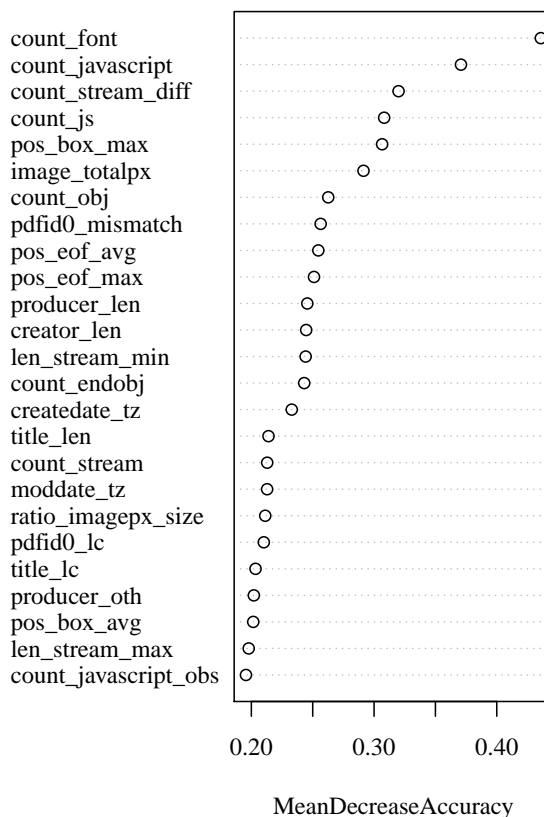 count_font
count_javascript
count_stream_diff
count_js
pos_box_max
image_totalpx
count_obj
pdfid0_mismatch
pos_eof_avg
pos_eof_max
producer_len
creator_len
len_stream_min
count_endobj
createdate_tz
title_len
count_stream
moddate_tz
ratio_imagepx_size
pdfid0_lc
title_lc
producer_oth
pos_box_avg
len_stream_max
count_javascript_obs
0.20 0.30 0.40
MeanDecreaseAccuracy